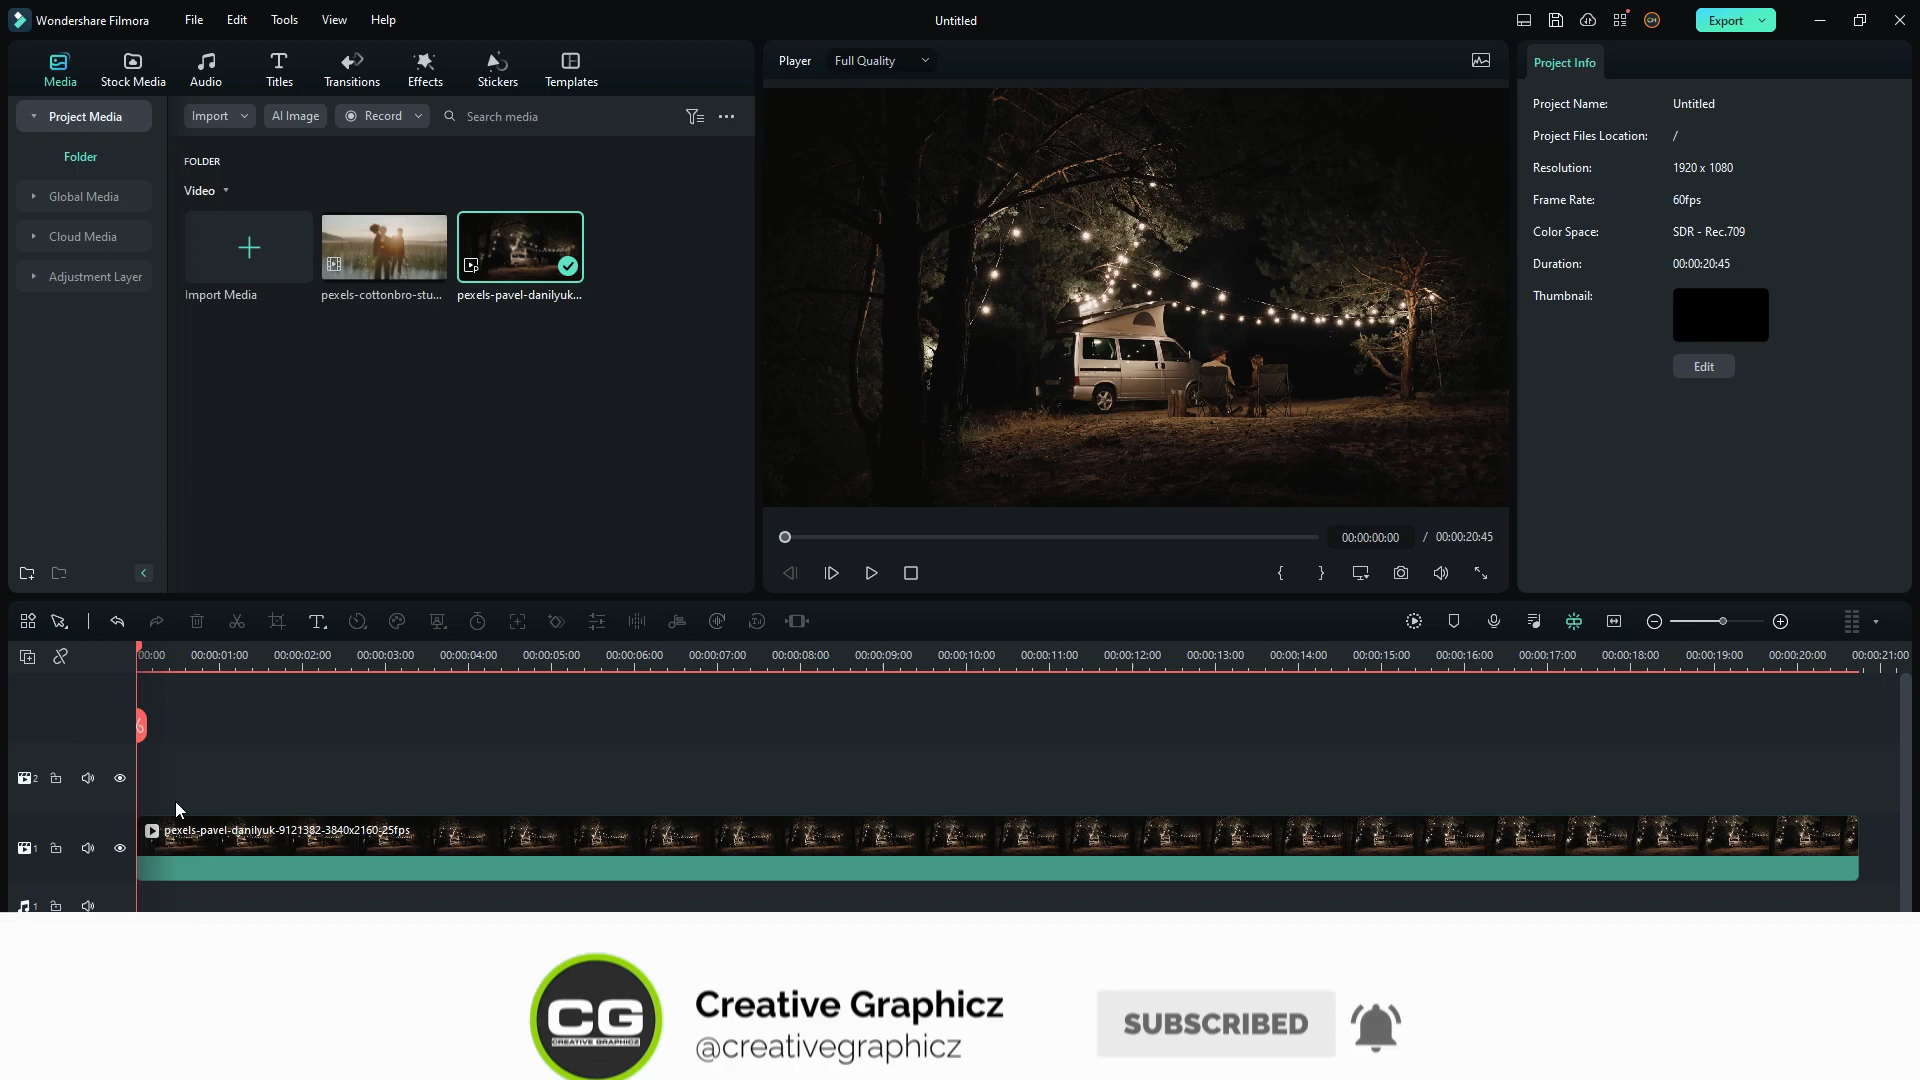 Wondershare Filmora
File
Edit
Tools
View
Help
Untitled
Export
Media
Stock Media
Audio
Titles
Transitions
Effects
Stickers
Templates
Player
Full Quality
Project Info
Project Media
Import
AI Image
Record
Search media
Folder
Global Media
Cloud Media
Adjustment Layer
FOLDER
Video
Import Media
pexels-cottonbro-stu...
pexels-pavel-danilyuk...
Project Name:
Untitled
Project Files Location:
/
Resolution:
1920 x 1080
Frame Rate:
60fps
Color Space:
SDR - Rec.709
Duration:
00:00:20:45
Thumbnail:
Edit
00:00:00:00 / 00:00:20:45
00:00
00:00:01:00
00:00:02:00
00:00:03:00
00:00:04:00
00:00:05:00
00:00:06:00
00:00:07:00
00:00:08:00
00:00:09:00
00:00:10:00
00:00:11:00
00:00:12:00
00:00:13:00
00:00:14:00
00:00:15:00
00:00:16:00
00:00:17:00
00:00:18:00
00:00:19:00
00:00:20:00
00:00:21:00
2
pexels-pavel-danilyuk-9121382-3840x2160-25fps
1
1
CG
CREATIVE GRAPHICZ
Creative Graphicz
@creativegraphicz
SUBSCRIBED